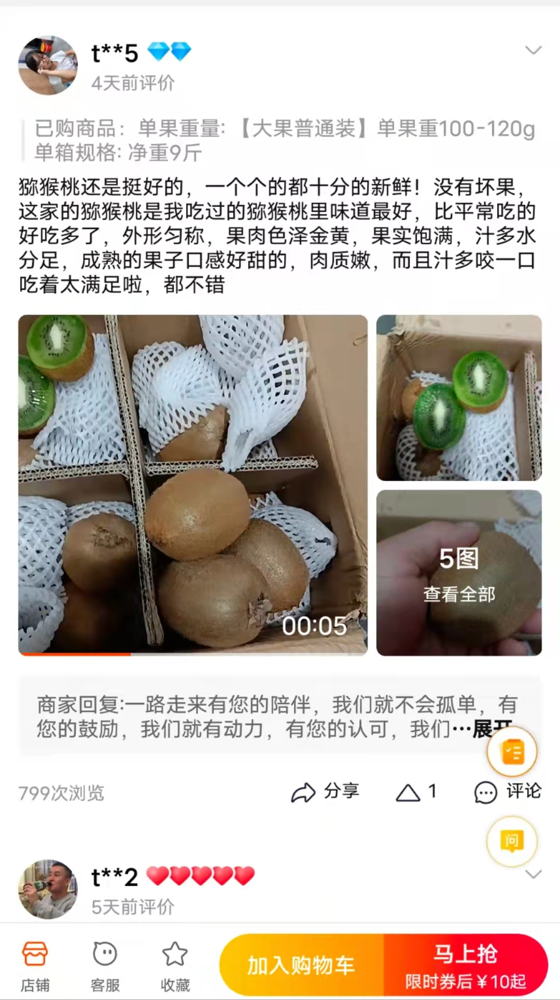 t**5
4天前评价
已购商品：单果重量:【大果普通装】单果重100-120g
单箱规格: 净重9斤
猕猴桃还是挺好的，一个个的都十分的新鲜！没有坏果，
这家的猕猴桃是我吃过的猕猴桃里味道最好，比平常吃的
好吃多了，外形匀称，果肉色泽金黄，果实饱满，汁多水
分足，成熟的果子口感好甜的，肉质嫩，而且汁多咬一口
吃着太满足啦，都不错
00:05
5图
查看全部
商家回复:一路走来有您的陪伴，我们就不会孤单，有
您的鼓励，我们就有动力，有您的认可，我们···展开
799次浏览
分享
1
评论
问
t**2
5天前评价
店铺
客服
收藏
加入购物车
马上抢
限时券后￥10起